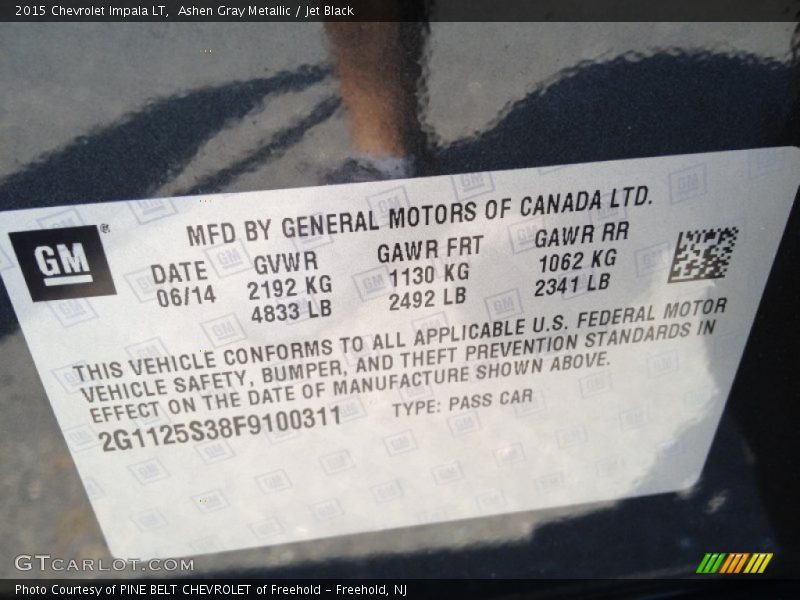 2015 Chevrolet Impala LT, Ashen Gray Metallic / Jet Black
GM®
MFD BY GENERAL MOTORS OF CANADA LTD.
DATE GVWR GAWR FRT GAWR RR
06/14 2192 KG 1130 KG 1062 KG
4833 LB 2492 LB 2341 LB
THIS VEHICLE CONFORMS TO ALL APPLICABLE U.S. FEDERAL MOTOR
VEHICLE SAFETY, BUMPER, AND THEFT PREVENTION STANDARDS IN
EFFECT ON THE DATE OF MANUFACTURE SHOWN ABOVE.
2G1125S38F9100311 TYPE: PASS CAR
GTCARLOT.COM
Photo Courtesy of PINE BELT CHEVROLET of Freehold - Freehold, NJ